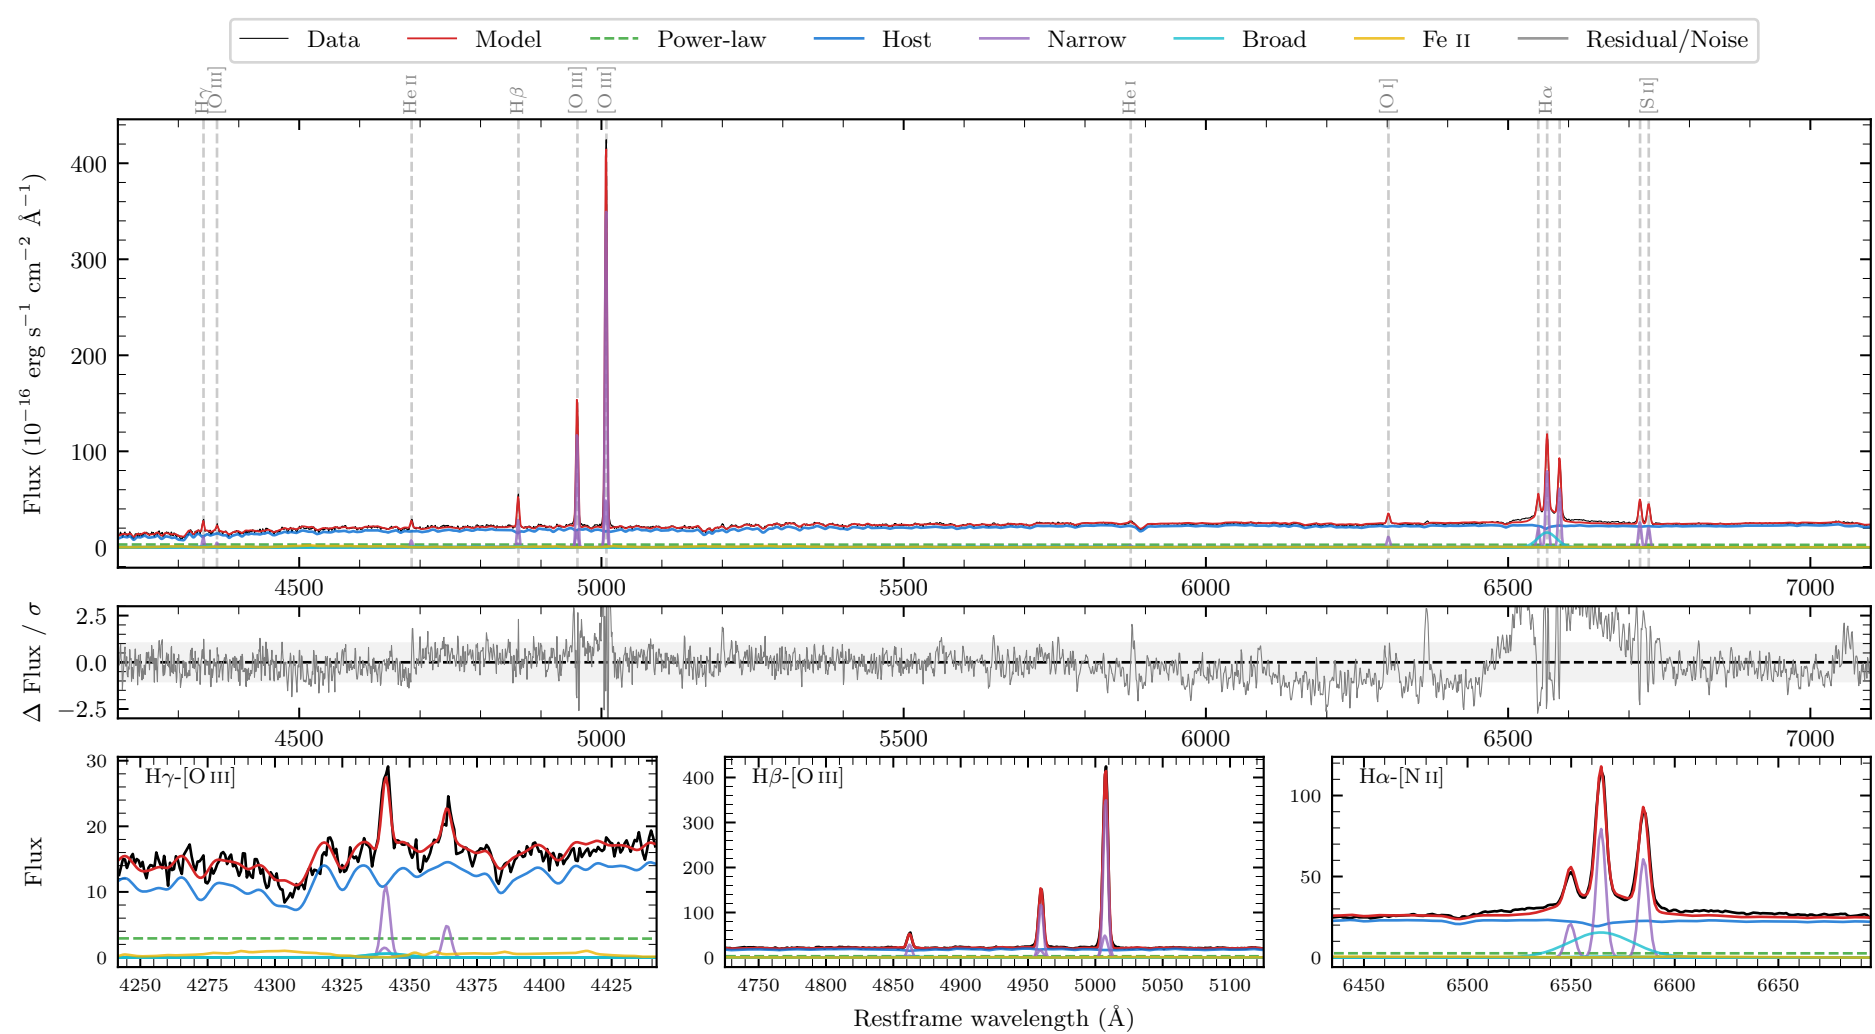 Data Model Power-law Host Narrow Broad Fe II Residual/Noise
Hγ [O III] He II Hβ [O III] [O III] He I [O I] Hα [S II]
Flux (10−16 erg s−1 cm−2 Å−1)
400
300
200
100
0
4500 5000 5500 6000 6500 7000
Δ Flux / σ
2.5
0.0
−2.5
4500 5000 5500 6000 6500 7000
Flux
Hγ-[O III]
30
20
10
0
4250 4275 4300 4325 4350 4375 4400 4425
Hβ-[O III]
400
300
200
100
0
4750 4800 4850 4900 4950 5000 5050 5100
Hα-[N II]
100
50
0
6450 6500 6550 6600 6650
Restframe wavelength (Å)